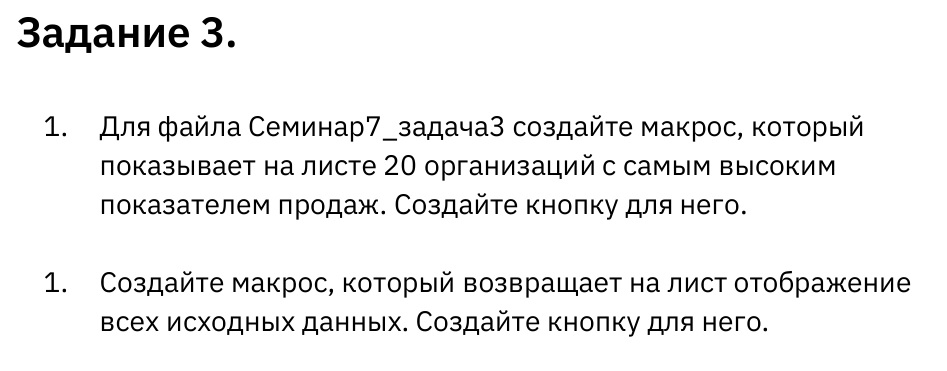 Задание 3.
1. Для файла Семинар7_задача3 создайте макрос, который
показывает на листе 20 организаций с самым высоким
показателем продаж. Создайте кнопку для него.
1. Создайте макрос, который возвращает на лист отображение
всех исходных данных. Создайте кнопку для него.